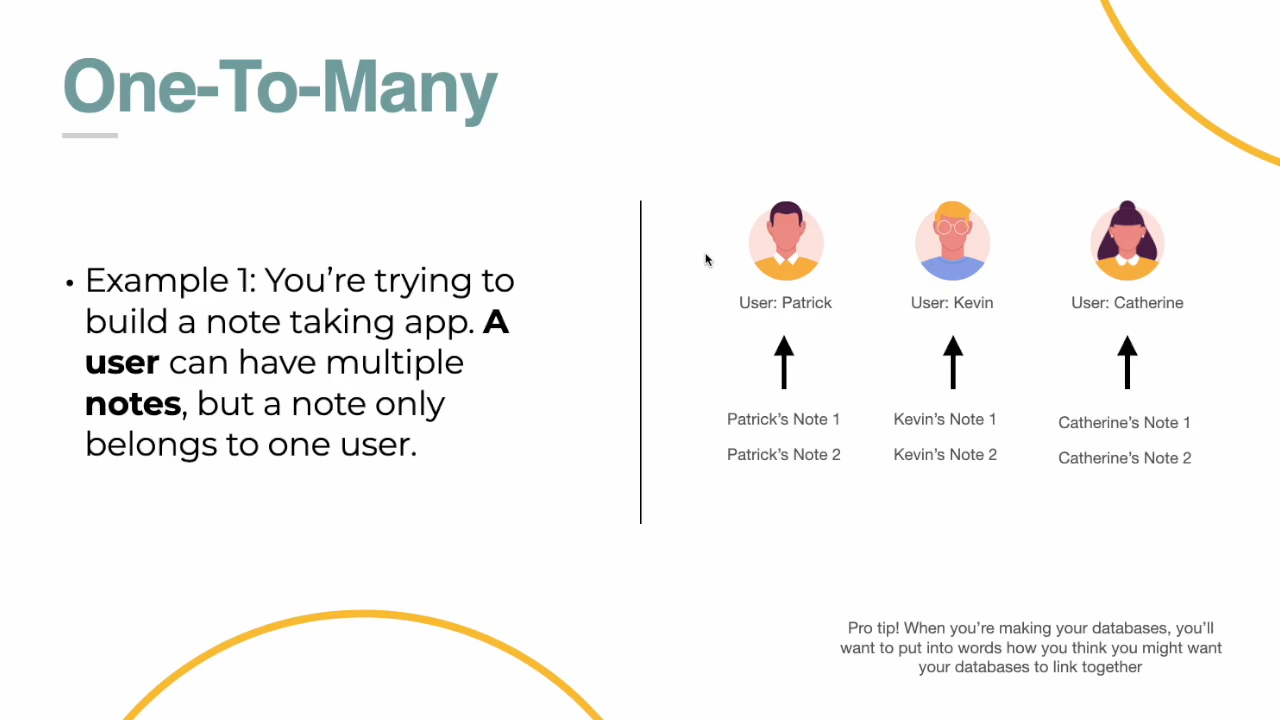 One-To-Many
• Example 1: You’re trying to
build a note taking app. A
user can have multiple
notes, but a note only
belongs to one user.
User: Patrick
User: Kevin
User: Catherine
Patrick’s Note 1
Kevin’s Note 1
Catherine’s Note 1
Patrick’s Note 2
Kevin’s Note 2
Catherine’s Note 2
Pro tip! When you’re making your databases, you’ll
want to put into words how you think you might want
your databases to link together